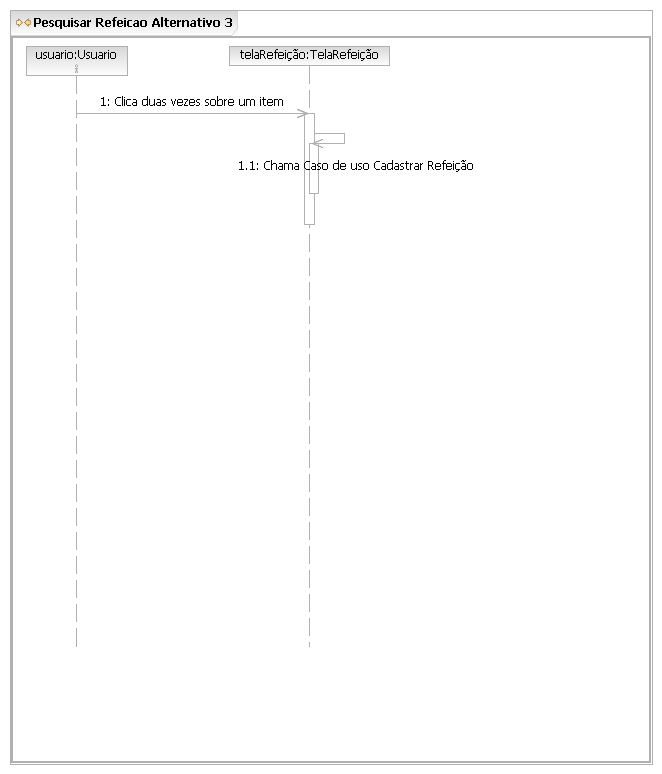 Pesquisar Refeicao Alternativo 3
usuario:Usuario
telaRefeição:TelaRefeição
1: Clica duas vezes sobre um item
1.1: Chama Caso de uso Cadastrar Refeição